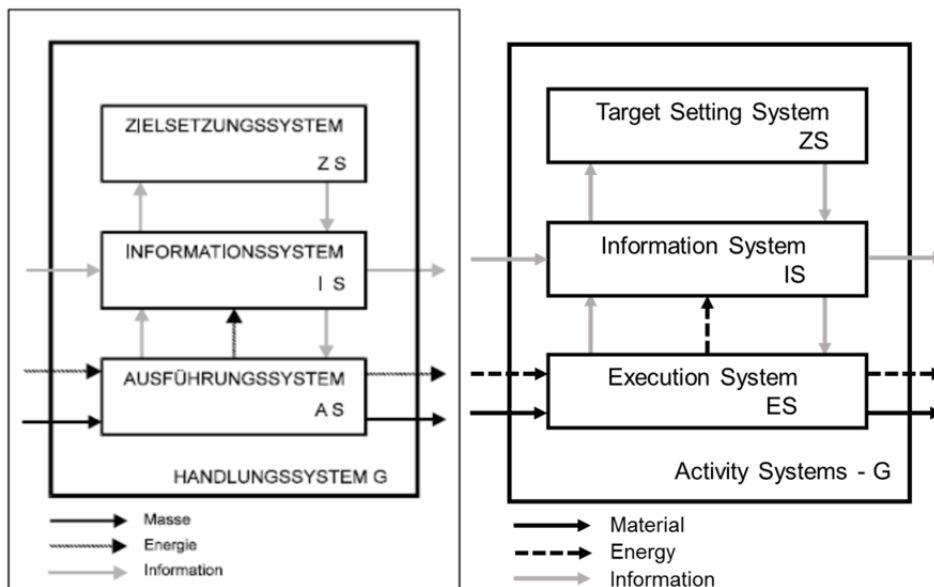 ZIELSETZUNGSSYSTEM
Z S
INFORMATIONSSYSTEM
I S
AUSFÜHRUNGSSYSTEM
A S
HANDLUNGSSYSTEM G
Masse
Energie
Information
Target Setting System
ZS
Information System
IS
Execution System
ES
Activity Systems - G
Material
Energy
Information